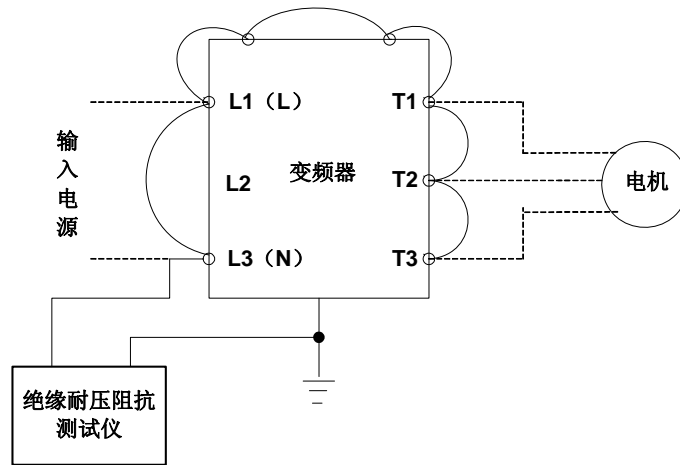 L1（L）
T1
输入电源
L2
变频器
T2
电机
L3（N）
T3
绝缘耐压阻抗
测试仪